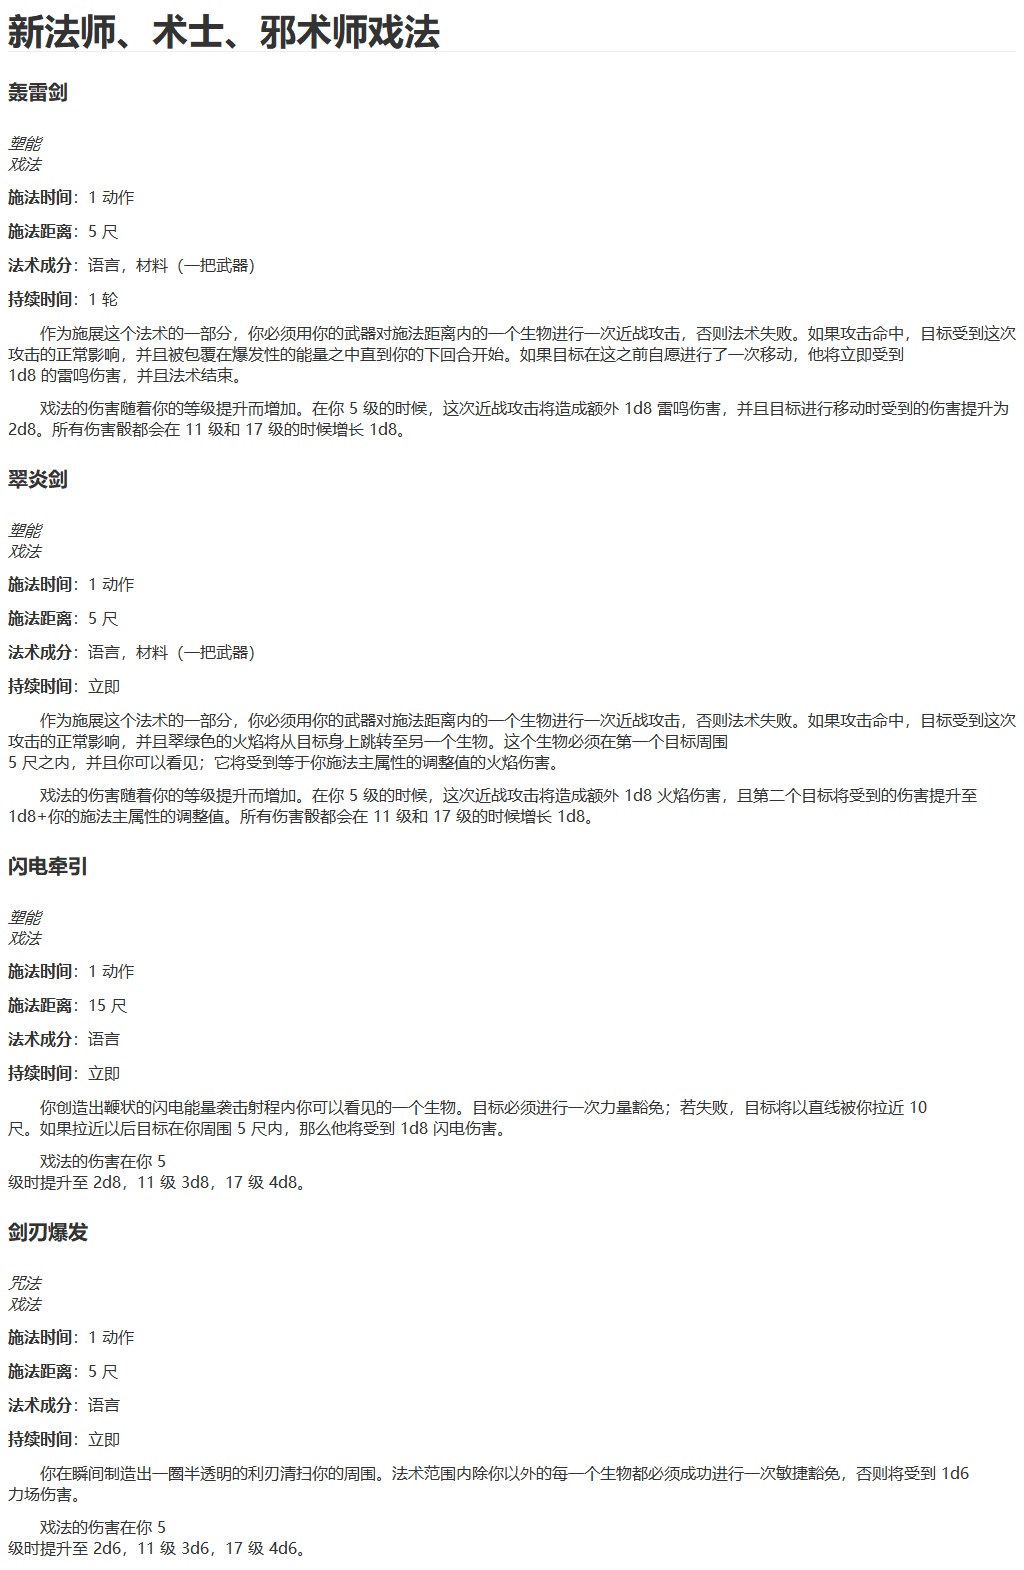 新法师、术士、邪术师戏法
轰雷剑
塑能
戏法
施法时间：1 动作
施法距离：5 尺
法术成分：语言，材料（一把武器）
持续时间：1 轮
作为施展这个法术的一部分，你必须用你的武器对施法距离内的一个生物进行一次近战攻击，否则法术失败。如果攻击命中，目标受到这次
攻击的正常影响，并且被包覆在爆发性的能量之中直到你的下回合开始。如果目标在这之前自愿进行了一次移动，他将立即受到
1d8 的雷鸣伤害，并且法术结束。
戏法的伤害随着你的等级提升而增加。在你 5 级的时候，这次近战攻击将造成额外 1d8 雷鸣伤害，并且目标进行移动时受到的伤害提升为
2d8。所有伤害骰都会在 11 级和 17 级的时候增长 1d8。
翠炎剑
塑能
戏法
施法时间：1 动作
施法距离：5 尺
法术成分：语言，材料（一把武器）
持续时间：立即
作为施展这个法术的一部分，你必须用你的武器对施法距离内的一个生物进行一次近战攻击，否则法术失败。如果攻击命中，目标受到这次
攻击的正常影响，并且翠绿色的火焰将从目标身上跳转至另一个生物。这个生物必须在第一个目标周围
5 尺之内，并且你可以看见；它将受到等于你施法主属性的调整值的火焰伤害。
戏法的伤害随着你的等级提升而增加。在你 5 级的时候，这次近战攻击将造成额外 1d8 火焰伤害，且第二个目标将受到的伤害提升至
1d8+你的施法主属性的调整值。所有伤害骰都会在 11 级和 17 级的时候增长 1d8。
闪电牵引
塑能
戏法
施法时间：1 动作
施法距离：15 尺
法术成分：语言
持续时间：立即
你创造出鞭状的闪电能量袭击射程内你可以看见的一个生物。目标必须进行一次力量豁免；若失败，目标将以直线被你拉近 10
尺。如果拉近以后目标在你周围 5 尺内，那么他将受到 1d8 闪电伤害。
戏法的伤害在你 5
级时提升至 2d8，11 级 3d8，17 级 4d8。
剑刃爆发
咒法
戏法
施法时间：1 动作
施法距离：5 尺
法术成分：语言
持续时间：立即
你在瞬间制造出一圈半透明的利刃清扫你的周围。法术范围内除你以外的每一个生物都必须成功进行一次敏捷豁免，否则将受到 1d6
力场伤害。
戏法的伤害在你 5
级时提升至 2d6，11 级 3d6，17 级 4d6。